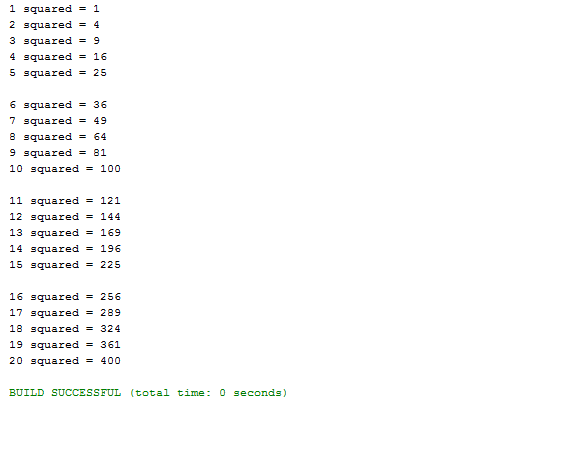 1 squared = 1
2 squared = 4
3 squared = 9
4 squared = 16
5 squared = 25
6 squared = 36
7 squared = 49
8 squared = 64
9 squared = 81
10 squared = 100
11 squared = 121
12 squared = 144
13 squared = 169
14 squared = 196
15 squared = 225
16 squared = 256
17 squared = 289
18 squared = 324
19 squared = 361
20 squared = 400
BUILD SUCCESSFUL (total time: 0 seconds)